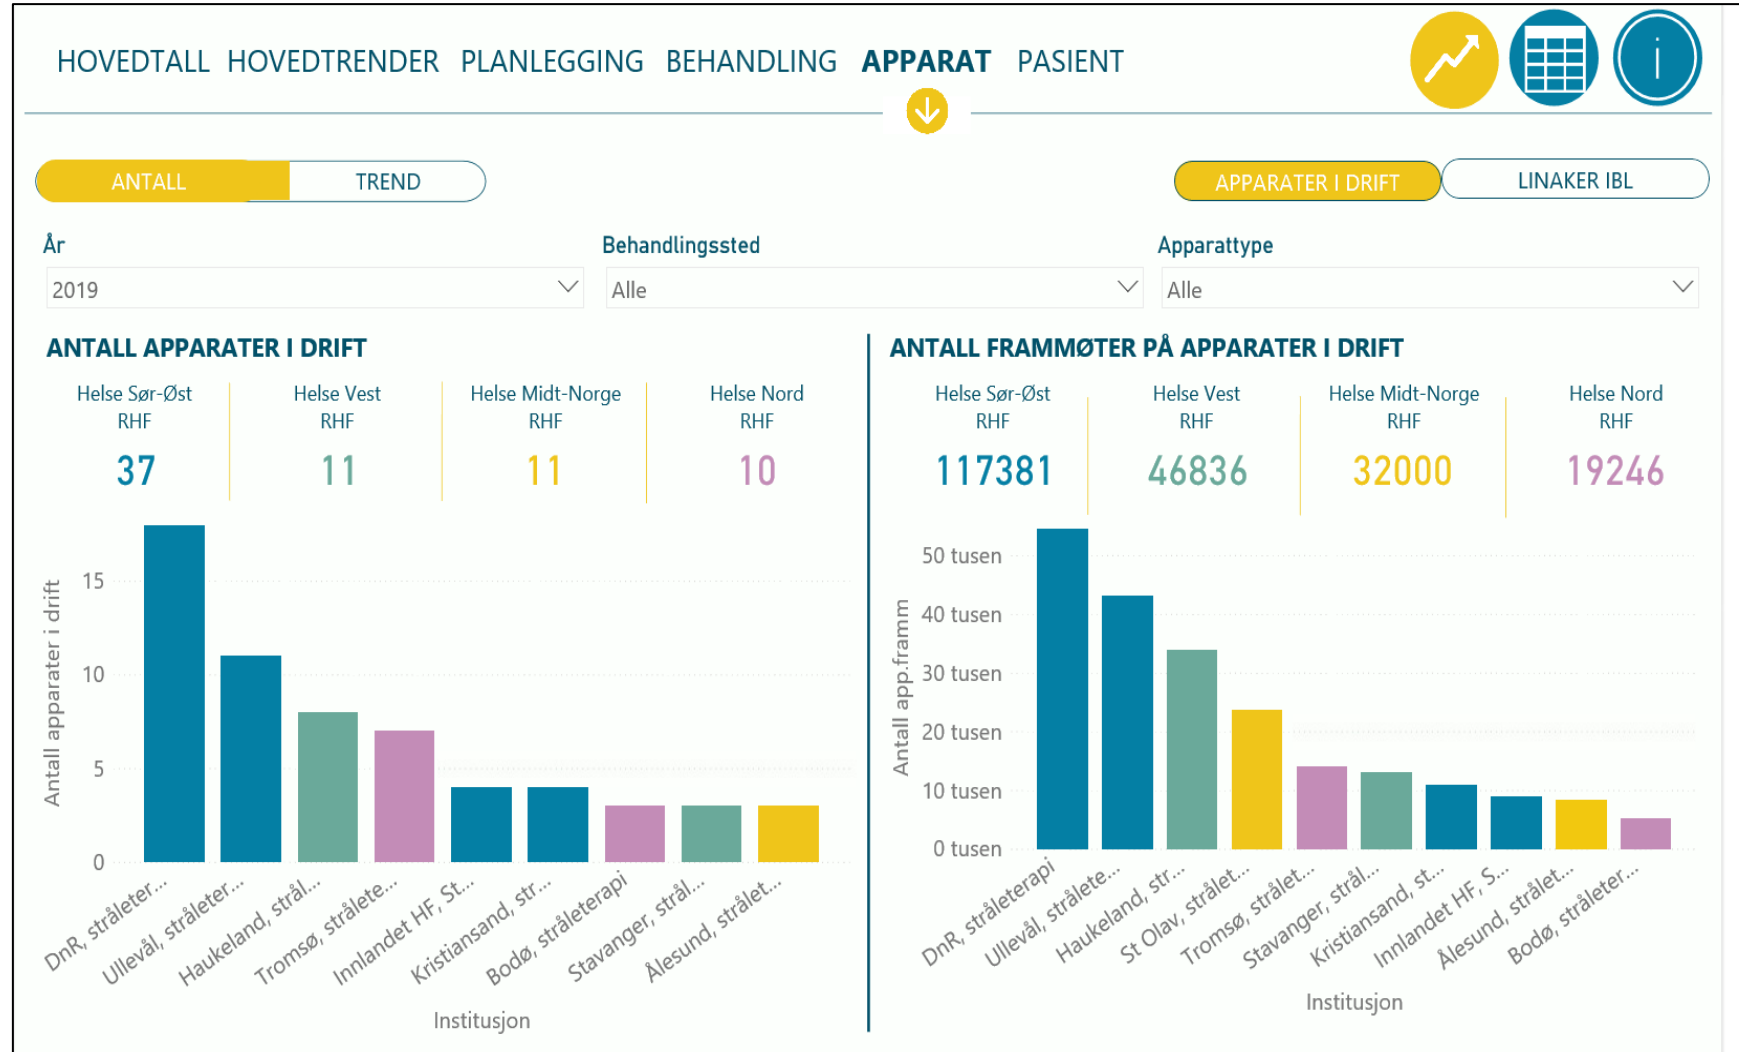 HOVEDTALL HOVEDTRENDER PLANLEGGING BEHANDLING APPARAT PASIENT
i
ANTALL TREND
APPARATER I DRIFT LINAKER IBL
År
2019
Behandlingssted
Alle
Apparattype
Alle
ANTALL APPARATER I DRIFT
Helse Sør-Øst
RHF
37
Helse Vest
RHF
11
Helse Midt-Norge
RHF
11
Helse Nord
RHF
10
Antall apparater i drift
15
10
5
0
DnR, stråleter...
Ullevål, stråleter...
Haukeland, strål...
Tromsø, strålete...
Innlandet HF, St...
Kristiansand, str...
Bodø, stråleterapi
Stavanger, strål...
Ålesund, strålet...
Institusjon
ANTALL FRAMMØTER PÅ APPARATER I DRIFT
Helse Sør-Øst
RHF
117381
Helse Vest
RHF
46836
Helse Midt-Norge
RHF
32000
Helse Nord
RHF
19246
Antall app.framm
50 tusen
40 tusen
30 tusen
20 tusen
10 tusen
0 tusen
DnR, stråleterapi
Ullevål, strålete...
Haukeland, str...
St Olav, strålet...
Tromsø, strålet...
Stavanger, strål...
Kristiansand, st...
Innlandet HF, S...
Ålesund, strålet...
Bodø, stråleter...
Institusjon